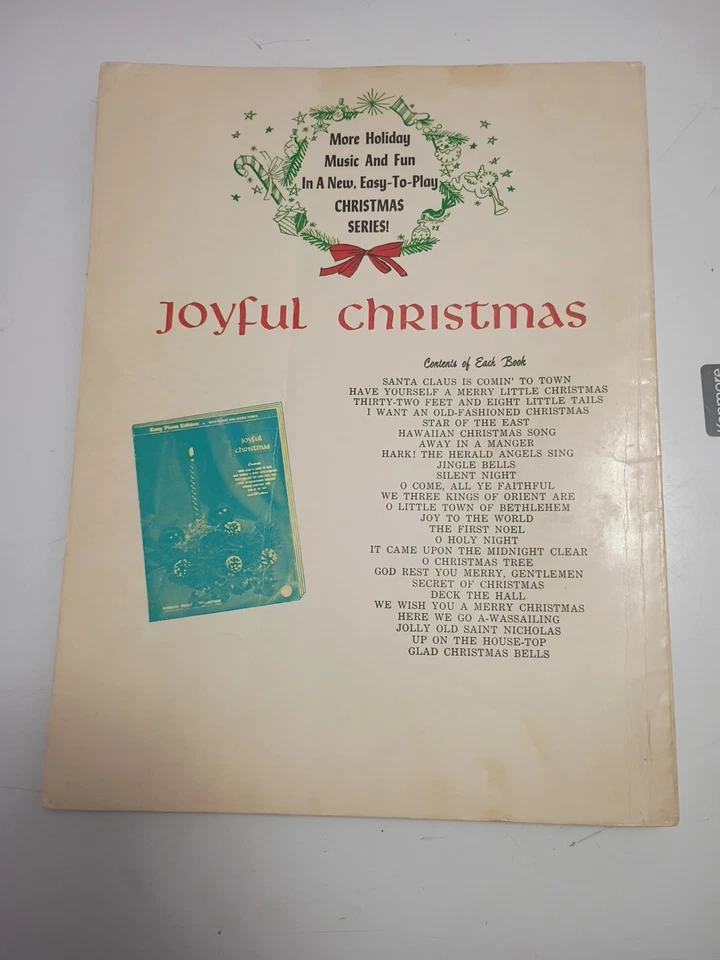 More Holiday
Music And Fun
In A New, Easy-To-Play
CHRISTMAS
SERIES!
Joyful Christmas
Contents of Each Book
SANTA CLAUS IS COMIN' TO TOWN
HAVE YOURSELF A MERRY LITTLE CHRISTMAS
THIRTY-TWO FEET AND EIGHT LITTLE TAILS
I WANT AN OLD-FASHIONED CHRISTMAS
STAR OF THE EAST
HAWAIIAN CHRISTMAS SONG
AWAY IN A MANGER
HARK! THE HERALD ANGELS SING
JINGLE BELLS
SILENT NIGHT
O COME, ALL YE FAITHFUL
WE THREE KINGS OF ORIENT ARE
O LITTLE TOWN OF BETHLEHEM
JOY TO THE WORLD
THE FIRST NOEL
O HOLY NIGHT
IT CAME UPON THE MIDNIGHT CLEAR
O CHRISTMAS TREE
GOD REST YOU MERRY, GENTLEMEN
SECRET OF CHRISTMAS
DECK THE HALL
WE WISH YOU A MERRY CHRISTMAS
HERE WE GO A-WASSAILING
JOLLY OLD SAINT NICHOLAS
UP ON THE HOUSE-TOP
GLAD CHRISTMAS BELLS
Easy Piano Edition
Joyful
Christmas
Kenmore